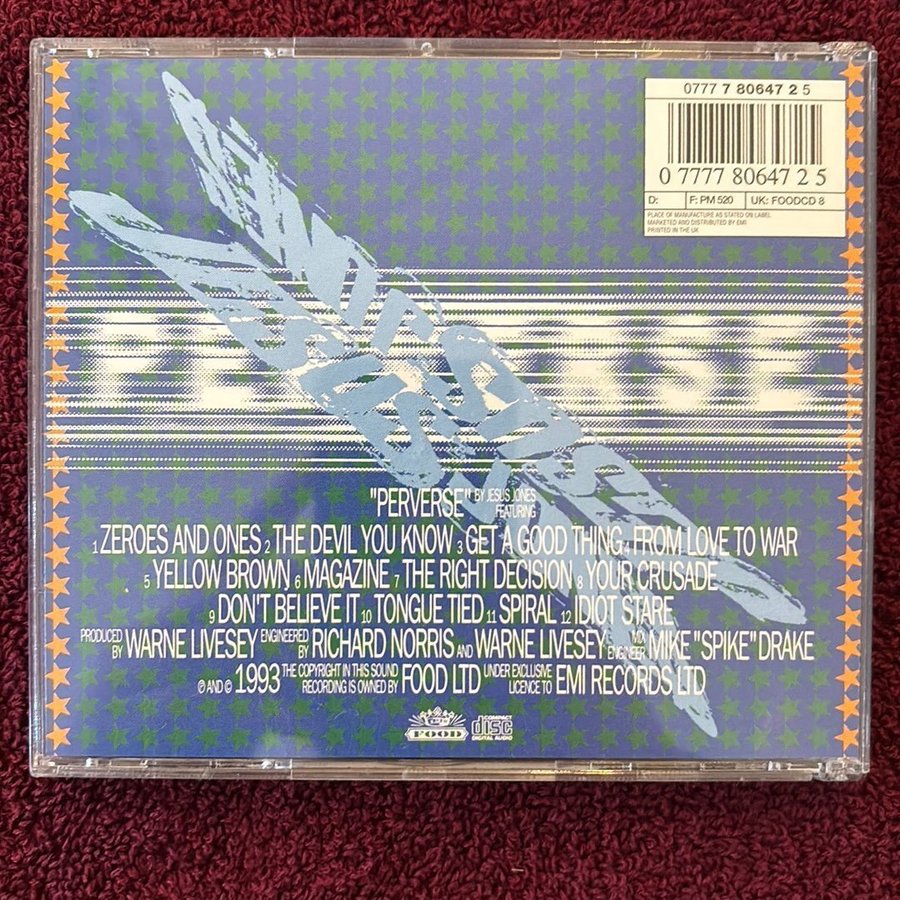 0777 7 80647 2 5
0 7777 80647 2 5
D: F: PM 520 UK: FOODCD 8
PLACE OF MANUFACTURE AS STATED ON LABEL
MARKETED AND DISTRIBUTED BY EMI
PRINTED IN THE UK
"PERVERSE" BY JESUS JONES FEATURING
1 ZEROES AND ONES 2 THE DEVIL YOU KNOW 3 GET A GOOD THING 4 FROM LOVE TO WAR
5 YELLOW BROWN 6 MAGAZINE 7 THE RIGHT DECISION 8 YOUR CRUSADE
9 DON'T BELIEVE IT 10 TONGUE TIED 11 SPIRAL 12 IDIOT STARE
PRODUCED BY WARNE LIVESEY ENGINEERED BY RICHARD NORRIS AND WARNE LIVESEY MIX ENGINEER MIKE "SPIKE" DRAKE
℗ AND © 1993 THE COPYRIGHT IN THIS SOUND RECORDING IS OWNED BY FOOD LTD UNDER EXCLUSIVE LICENCE TO EMI RECORDS LTD
FOOD
COMPACT disc DIGITAL AUDIO